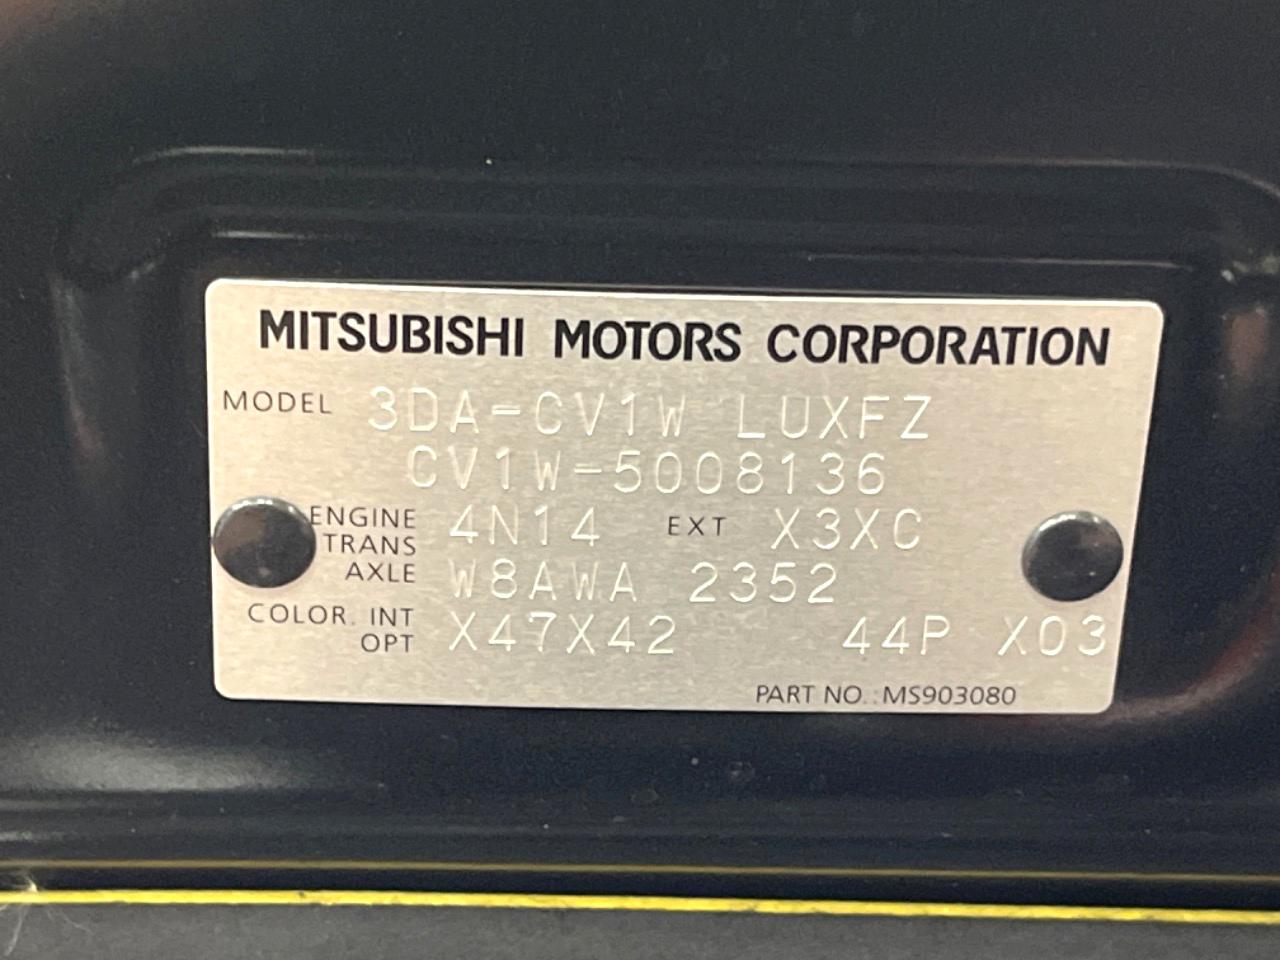 MITSUBISHI MOTORS CORPORATION
MODEL 3DA-CV1W LUXFZ
CV1W-5008136
ENGINE 4N14 EXT X3XC
TRANS
AXLE W8AWA 2352
COLOR. INT
OPT X47X42 44P X03
PART NO.:MS903080